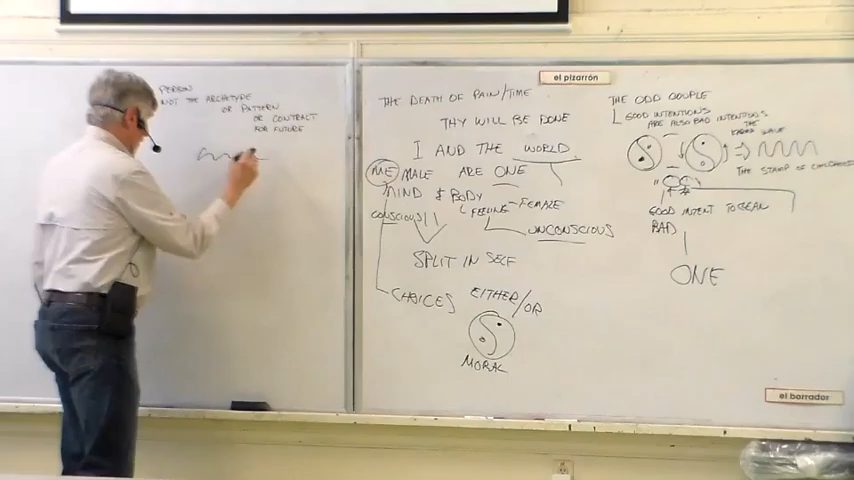 PERSON
NOT THE ARCHETYPE
OR PATTERN
OR CONTRACT
FOR FUTURE
el pizarrón
THE DEATH OF PAIN/TIME
THY WILL BE DONE
I AND THE WORLD
ME MALE ARE ONE
MIND & BODY
FEELING - FEMALE
CONSCIOUS
UNCONSCIOUS
SPLIT IN SELF
CHOICES EITHER/OR
MORAL
THE ODD COUPLE
GOOD INTENTIONS
ARE ALSO BAD INTENTIONS
THE
WAVE
THE STAMP OF CHILDHOOD
GOOD INTENT TO
BAD
ONE
el borrador